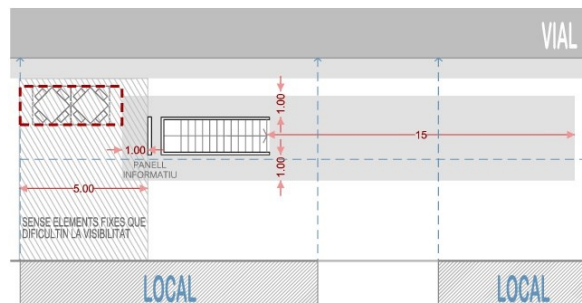 VIAL
1.00
15
1.00
1.00
PANELL
INFORMATIU
5.00
SENSE ELEMENTS FIXES QUE
DIFICULTIN LA VISIBILITAT
LOCAL
LOCAL